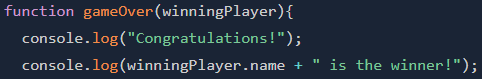 function gameOver(winningPlayer){
  console.log("Congratulations!");
  console.log(winningPlayer.name + " is the winner!");